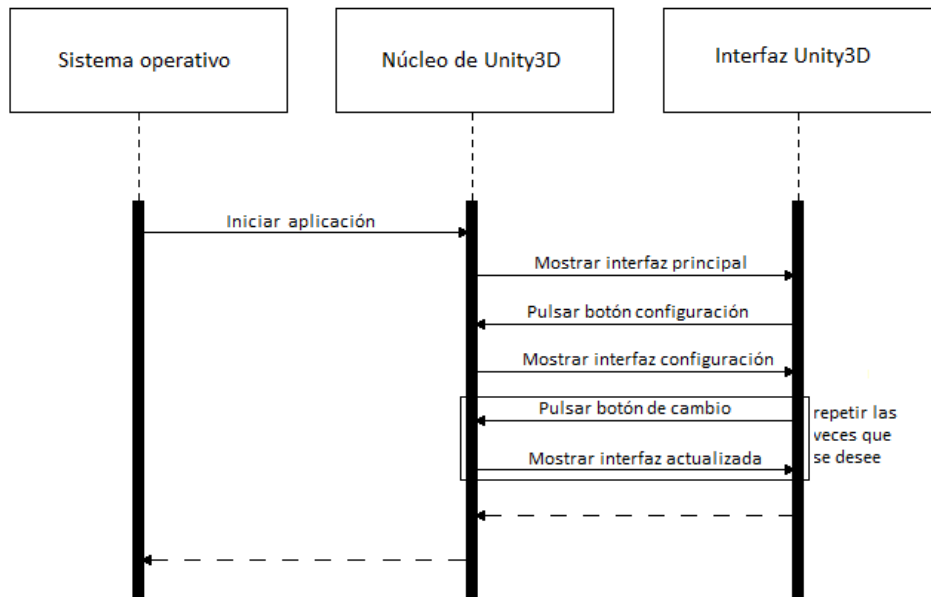 Sistema operativo
Núcleo de Unity3D
Interfaz Unity3D
Iniciar aplicación
Mostrar interfaz principal
Pulsar botón configuración
Mostrar interfaz configuración
Pulsar botón de cambio
Mostrar interfaz actualizada
repetir las
veces que
se desee